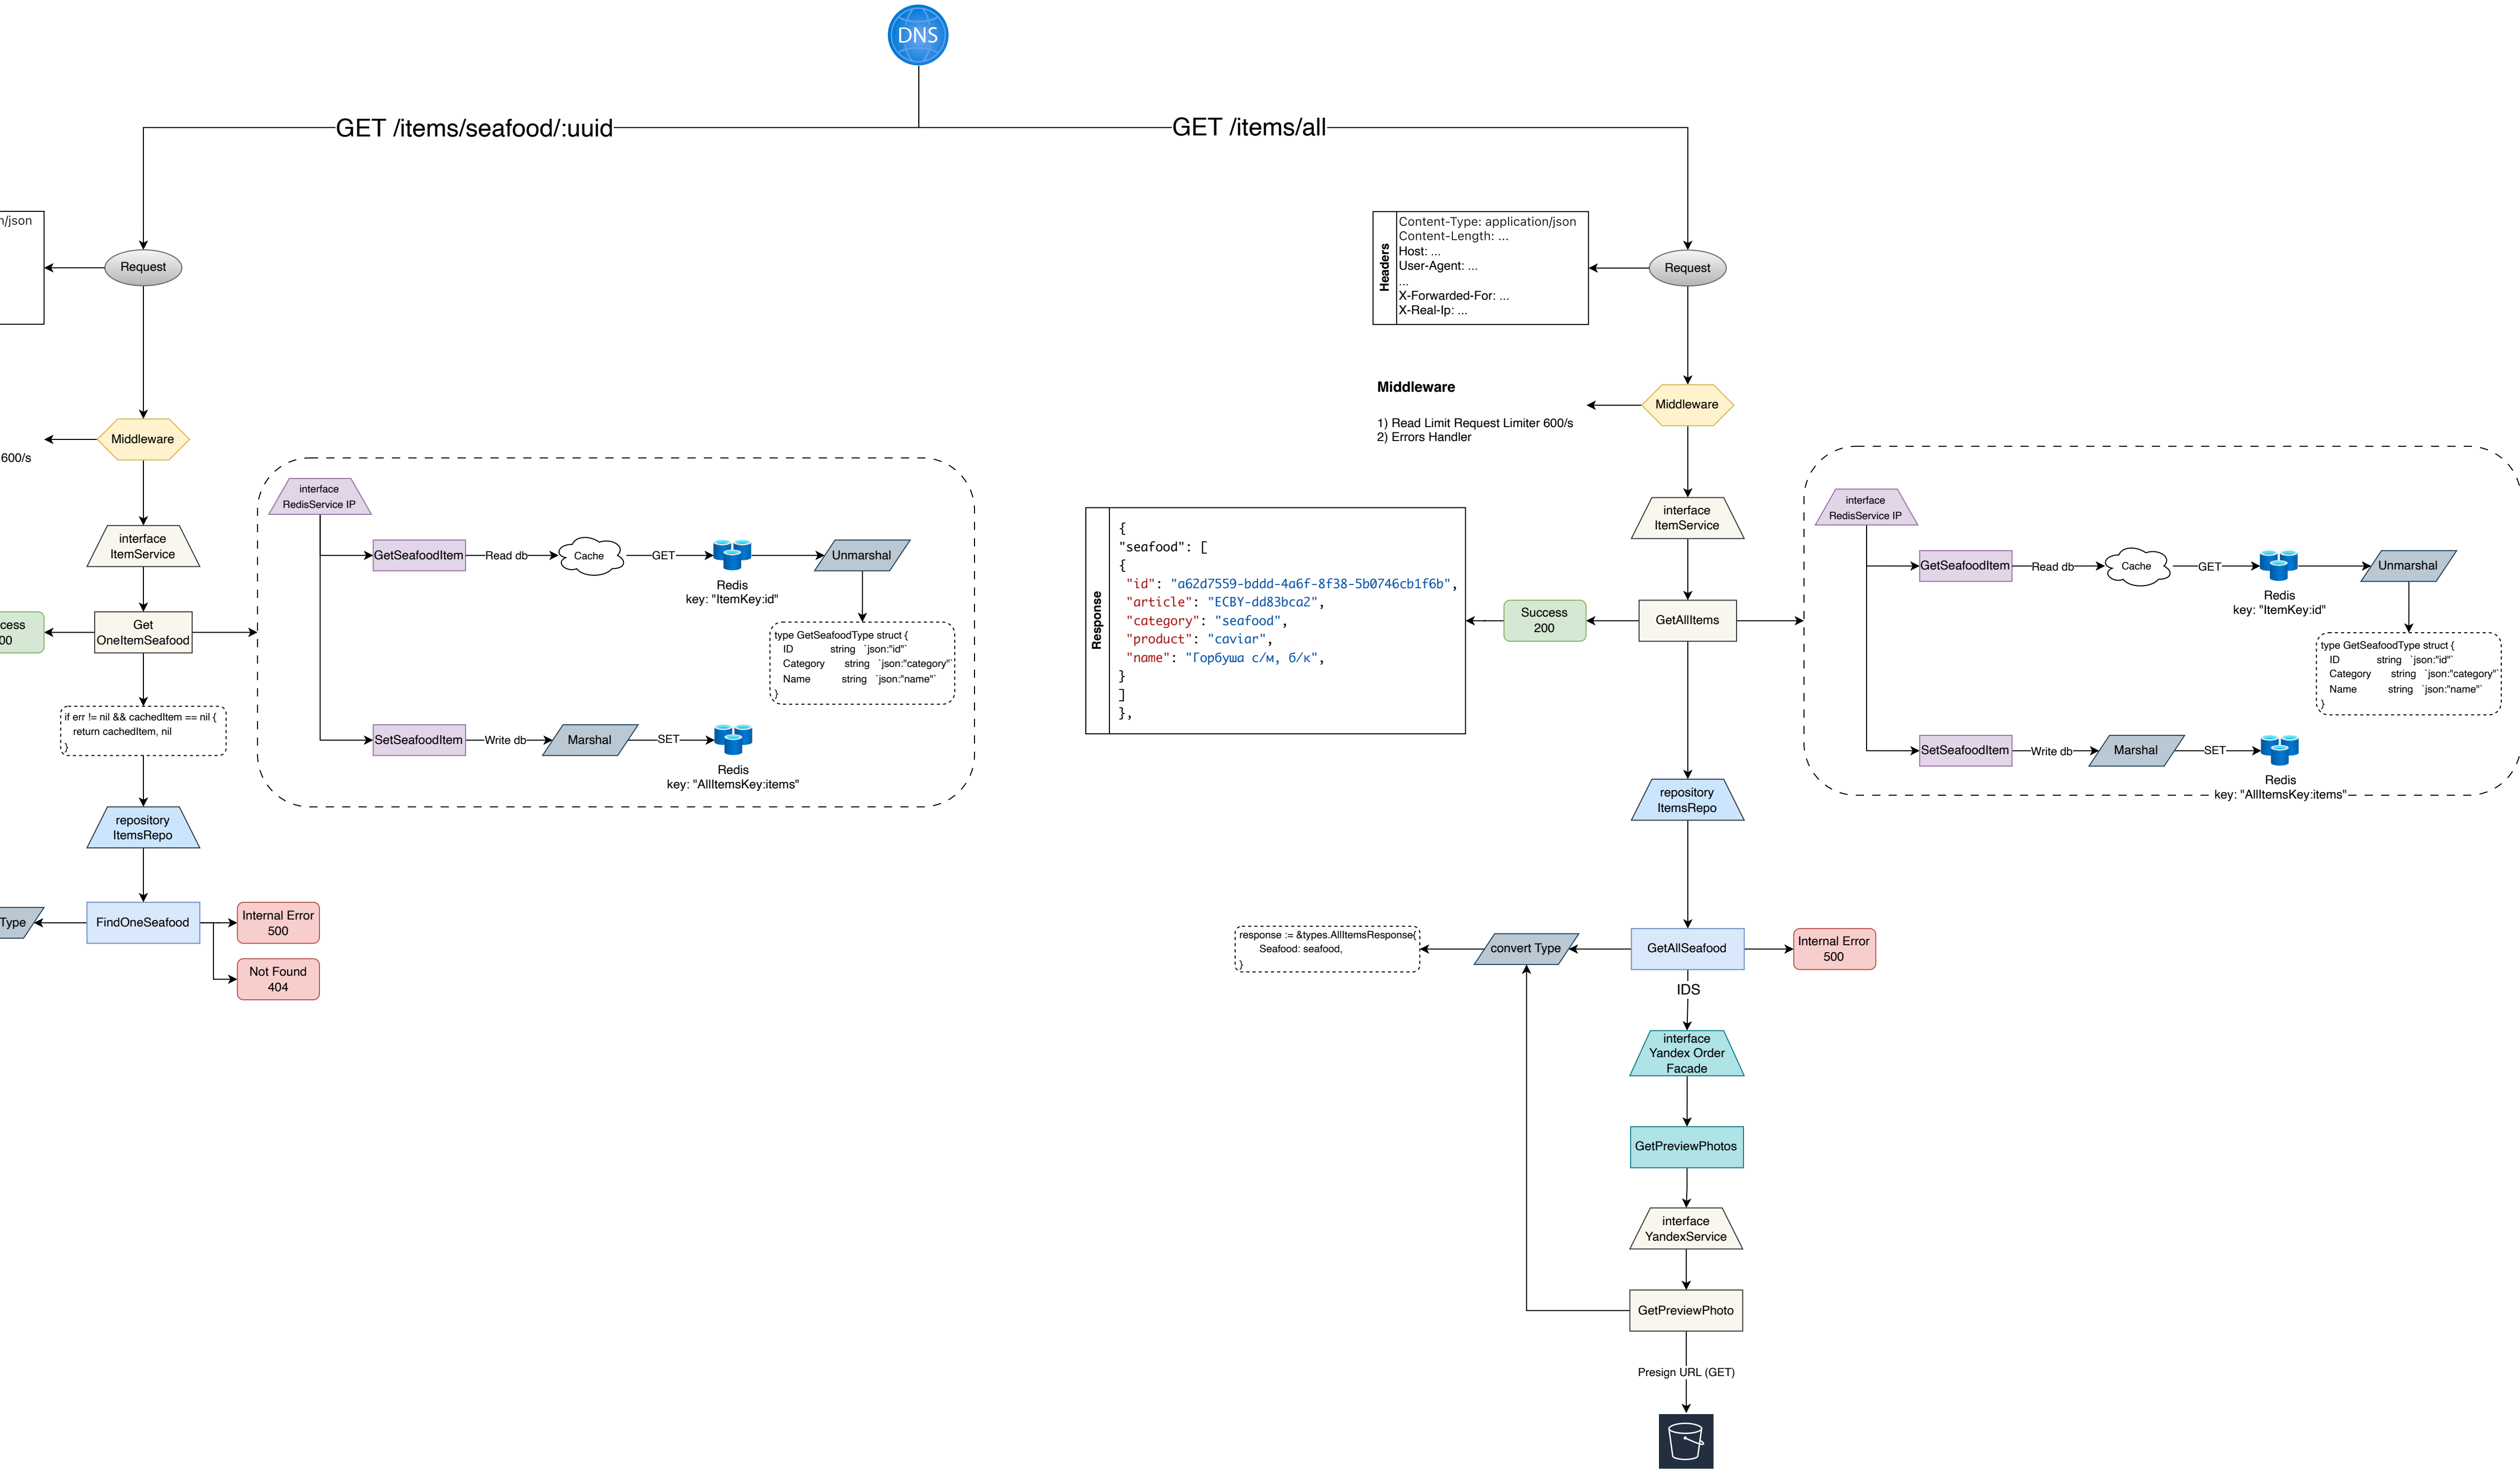 DNS
GET /items/seafood/:uuid
GET /items/all
n/json
Request
600/s
Middleware
interface
ItemService
cess
00
Get
OneItemSeafood
if err != nil && cachedItem == nil {
return cachedItem, nil
}
repository
ItemsRepo
Type
FindOneSeafood
Internal Error
500
Not Found
404
interface
RedisService IP
GetSeafoodItem
Read db
Cache
GET
Redis
key: "ItemKey:id"
Unmarshal
type GetSeafoodType struct {
ID string `json:"id"`
Category string `json:"category"`
Name string `json:"name"`
}
SetSeafoodItem
Write db
Marshal
SET
Redis
key: "AllItemsKey:items"
Headers
Content-Type: application/json
Content-Length: ...
Host: ...
User-Agent: ...
...
X-Forwarded-For: ...
X-Real-Ip: ...
Request
Middleware
1) Read Limit Request Limiter 600/s
2) Errors Handler
Middleware
interface
ItemService
Response
{
"seafood": [
{
"id": "a62d7559-bddd-4a6f-8f38-5b0746cb1f6b",
"article": "ECBY-dd83bca2",
"category": "seafood",
"product": "caviar",
"name": "Горбуша с/м, б/к",
}
]
},
Success
200
GetAllItems
repository
ItemsRepo
response := &types.AllItemsResponse{
Seafood: seafood,
}
convert Type
GetAllSeafood
Internal Error
500
IDS
interface
Yandex Order
Facade
GetPreviewPhotos
interface
YandexService
GetPreviewPhoto
Presign URL (GET)
interface
RedisService IP
GetSeafoodItem
Read db
Cache
GET
Redis
key: "ItemKey:id"
Unmarshal
type GetSeafoodType struct {
ID string `json:"id"`
Category string `json:"category"`
Name string `json:"name"`
}
SetSeafoodItem
Write db
Marshal
SET
Redis
key: "AllItemsKey:items"